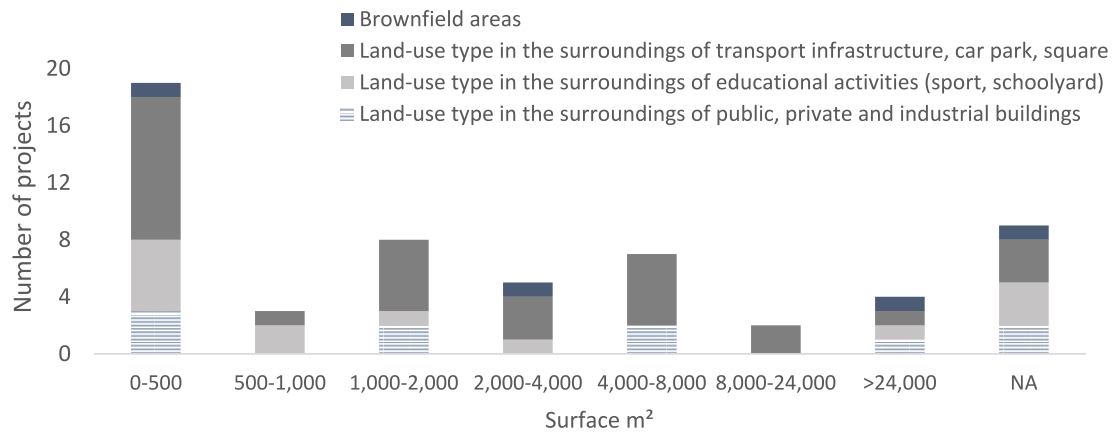 Brownfield areas
Land-use type in the surroundings of transport infrastructure, car park, square
Land-use type in the surroundings of educational activities (sport, schoolyard)
Land-use type in the surroundings of public, private and industrial buildings
Number of projects
20
16
12
8
4
0
0-500 500-1,000 1,000-2,000 2,000-4,000 4,000-8,000 8,000-24,000 >24,000 NA
Surface m²